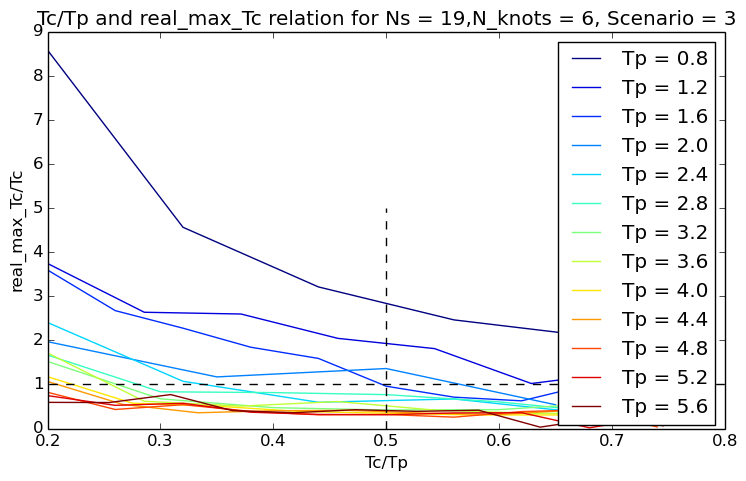 Tc/Tp and real_max_Tc relation for Ns = 19,N_knots = 6, Scenario = 3
9
8
7
6
5
4
3
2
1
0
real_max_Tc/Tc
0.2 0.3 0.4 0.5 0.6 0.7 0.8
Tc/Tp
Tp = 0.8
Tp = 1.2
Tp = 1.6
Tp = 2.0
Tp = 2.4
Tp = 2.8
Tp = 3.2
Tp = 3.6
Tp = 4.0
Tp = 4.4
Tp = 4.8
Tp = 5.2
Tp = 5.6